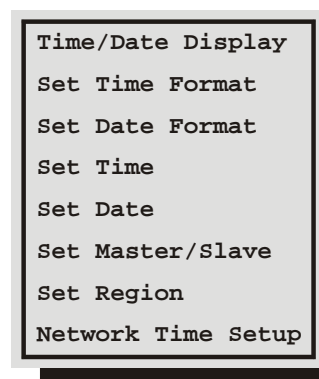 Time/Date Display
Set Time Format
Set Date Format
Set Time
Set Date
Set Master/Slave
Set Region
Network Time Setup